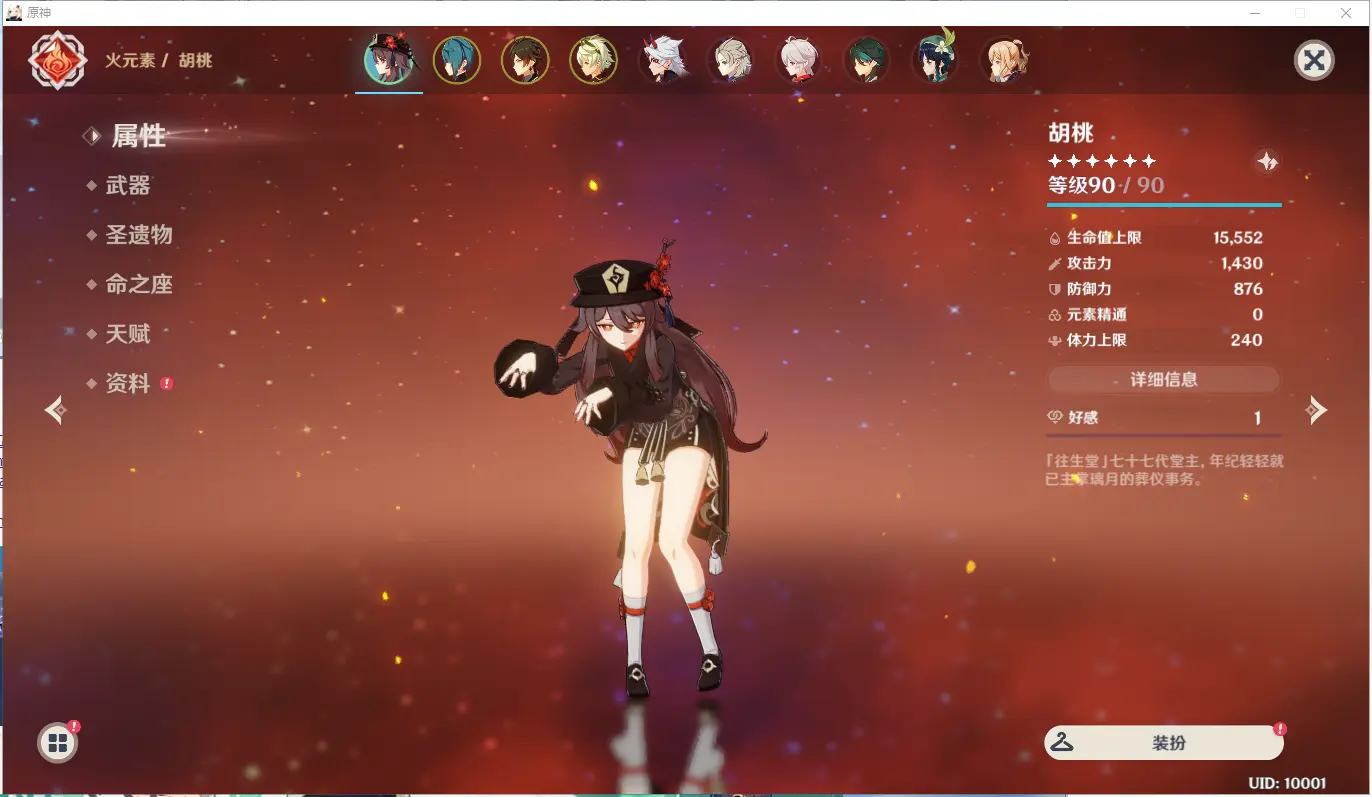 原神
火元素 / 胡桃
属性
武器
圣遗物
命之座
天赋
资料
胡桃
等级90 / 90
生命值上限 15,552
攻击力 1,430
防御力 876
元素精通 0
体力上限 240
详细信息
好感 1
「往生堂」七十七代堂主，年纪轻轻就
已主掌璃月的葬仪事务。
装扮
UID: 10001